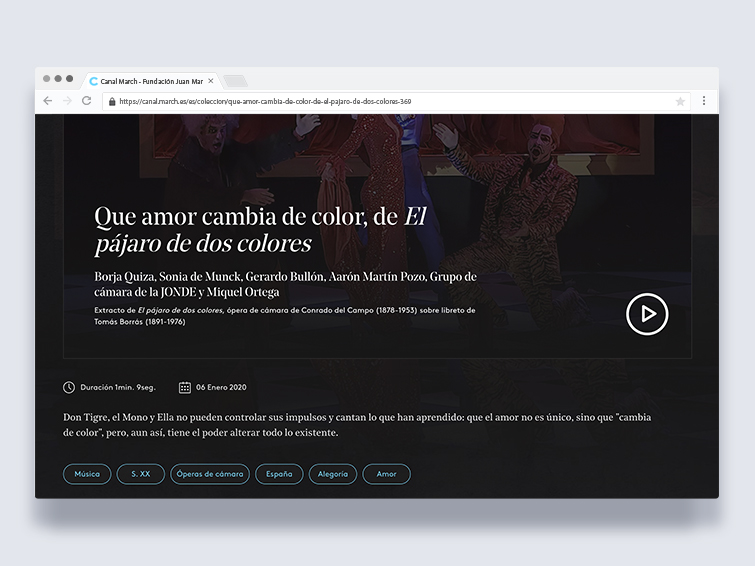 Canal March - Fundación Juan Mar
https://canal.march.es/es/coleccion/que-amor-cambia-de-color-de-el-pajaro-de-dos-colores-369
Que amor cambia de color, de El
pájaro de dos colores
Borja Quiza, Sonia de Munck, Gerardo Bullón, Aarón Martín Pozo, Grupo de
cámara de la JONDE y Miquel Ortega
Extracto de El pájaro de dos colores, ópera de cámara de Conrado del Campo (1878-1953) sobre libreto de
Tomás Borrás (1891-1976)
Duración 1min. 9seg. 06 Enero 2020
Don Tigre, el Mono y Ella no pueden controlar sus impulsos y cantan lo que han aprendido: que el amor no es único, sino que "cambia
de color", pero, aun así, tiene el poder alterar todo lo existente.
Música S. XX Óperas de cámara España Alegoría Amor